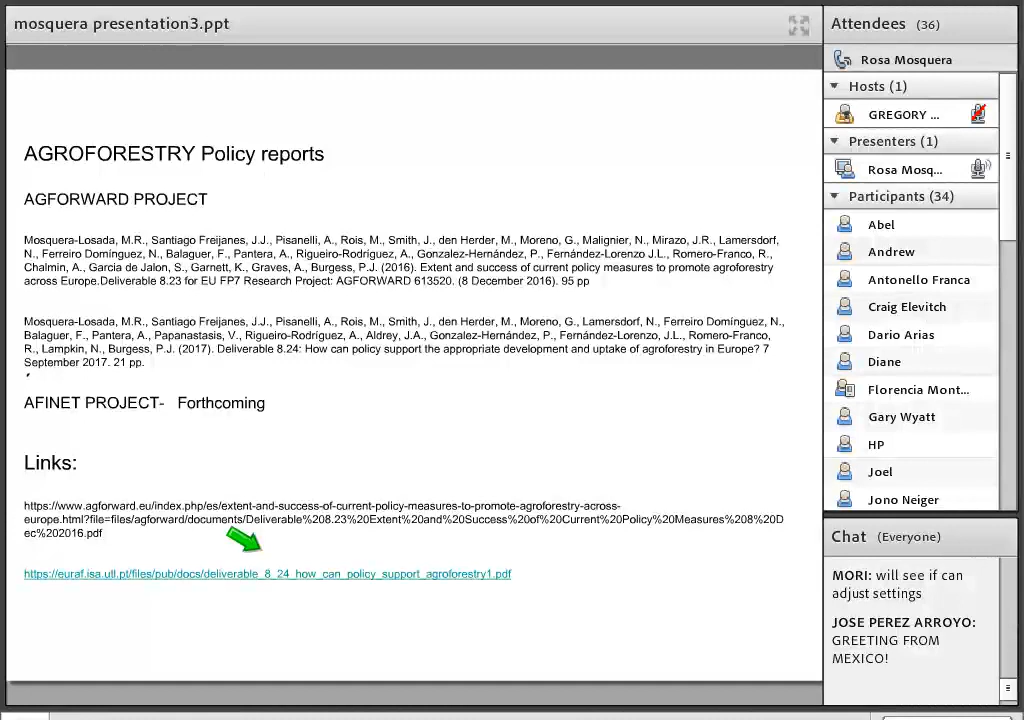 mosquera presentation3.ppt
AGROFORESTRY Policy reports
AGFORWARD PROJECT
Mosquera-Losada, M.R., Santiago Freijanes, J.J., Pisanelli, A., Rois, M., Smith, J., den Herder, M., Moreno, G., Malignier, N., Mirazo, J.R., Lamersdorf,
N., Ferreiro Domínguez, N., Balaguer, F., Pantera, A., Rigueiro-Rodríguez, A., Gonzalez-Hernández, P., Fernández-Lorenzo J.L., Romero-Franco, R.,
Chalmin, A., Garcia de Jalon, S., Garnett, K., Graves, A., Burgess, P.J. (2016). Extent and success of current policy measures to promote agroforestry
across Europe.Deliverable 8.23 for EU FP7 Research Project: AGFORWARD 613520. (8 December 2016). 95 pp
Mosquera-Losada, M.R., Santiago Freijanes, J.J., Pisanelli, A., Rois, M., Smith, J., den Herder, M., Moreno, G., Lamersdorf, N., Ferreiro Domínguez, N.,
Balaguer, F., Pantera, A., Papanastasis, V., Rigueiro-Rodríguez, A., Aldrey, J.A., Gonzalez-Hernández, P., Fernández-Lorenzo, J.L., Romero-Franco,
R., Lampkin, N., Burgess, P.J. (2017). Deliverable 8.24: How can policy support the appropriate development and uptake of agroforestry in Europe? 7
September 2017. 21 pp.
AFINET PROJECT- Forthcoming
Links:
https://www.agforward.eu/index.php/es/extent-and-success-of-current-policy-measures-to-promote-agroforestry-across-
europe.html?file=files/agforward/documents/Deliverable%208.23%20Extent%20and%20Success%20of%20Current%20Policy%20Measures%208%20D
ec%202016.pdf
https://euraf.isa.utl.pt/files/pub/docs/deliverable_8_24_how_can_policy_support_agroforestry1.pdf
Attendees (36)
Rosa Mosquera
Hosts (1)
GREGORY ...
Presenters (1)
Rosa Mosq...
Participants (34)
Abel
Andrew
Antonello Franca
Craig Elevitch
Dario Arias
Diane
Florencia Mont...
Gary Wyatt
HP
Joel
Jono Neiger
Chat (Everyone)
MORI: will see if can
adjust settings
JOSE PEREZ ARROYO:
GREETING FROM
MEXICO!